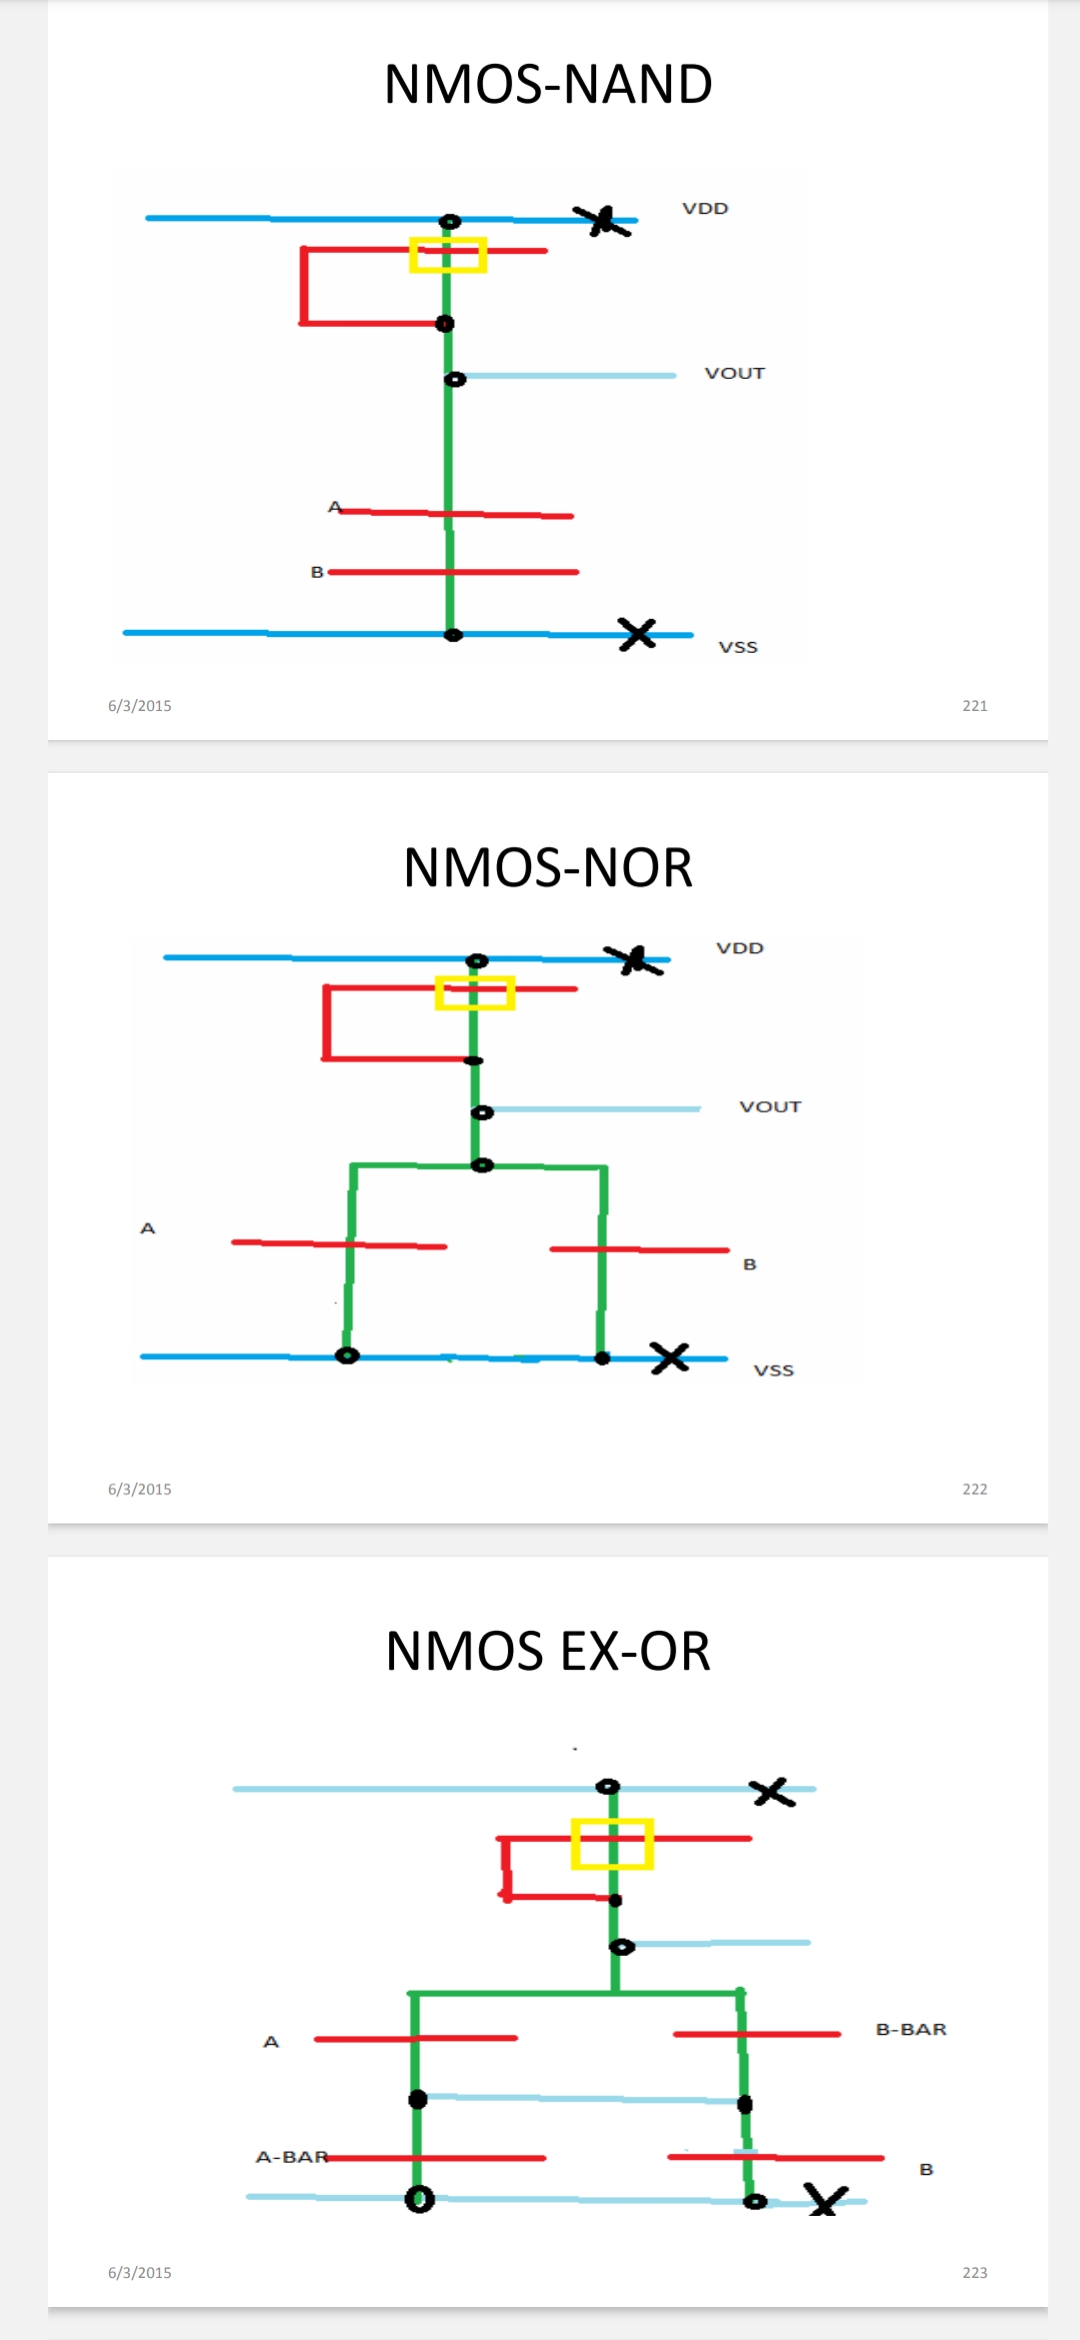 NMOS-NAND
VDD
VOUT
A
B
VSS
6/3/2015 221
NMOS-NOR
VDD
VOUT
A
B
VSS
6/3/2015 222
NMOS EX-OR
B-BAR
A
A-BAR
B
6/3/2015 223